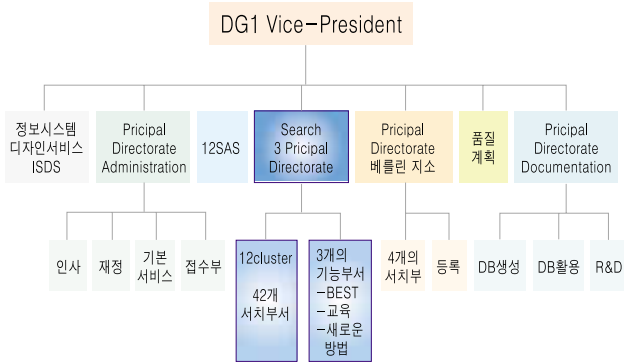 DG1 Vice-President
정보시스템
디자인서비스
ISDS
Pricipal
Directorate
Administration
12SAS
Search
3 Pricipal
Directorate
Pricipal
Directorate
베를린 지소
품질
계획
Pricipal
Directorate
Documentation
인사
재정
기본
서비스
접수부
12cluster
42개
서치부서
3개의
기능부서
-BEST
-교육
-새로운
방법
4개의
서치부
등록
DB생성
DB활용
R&D